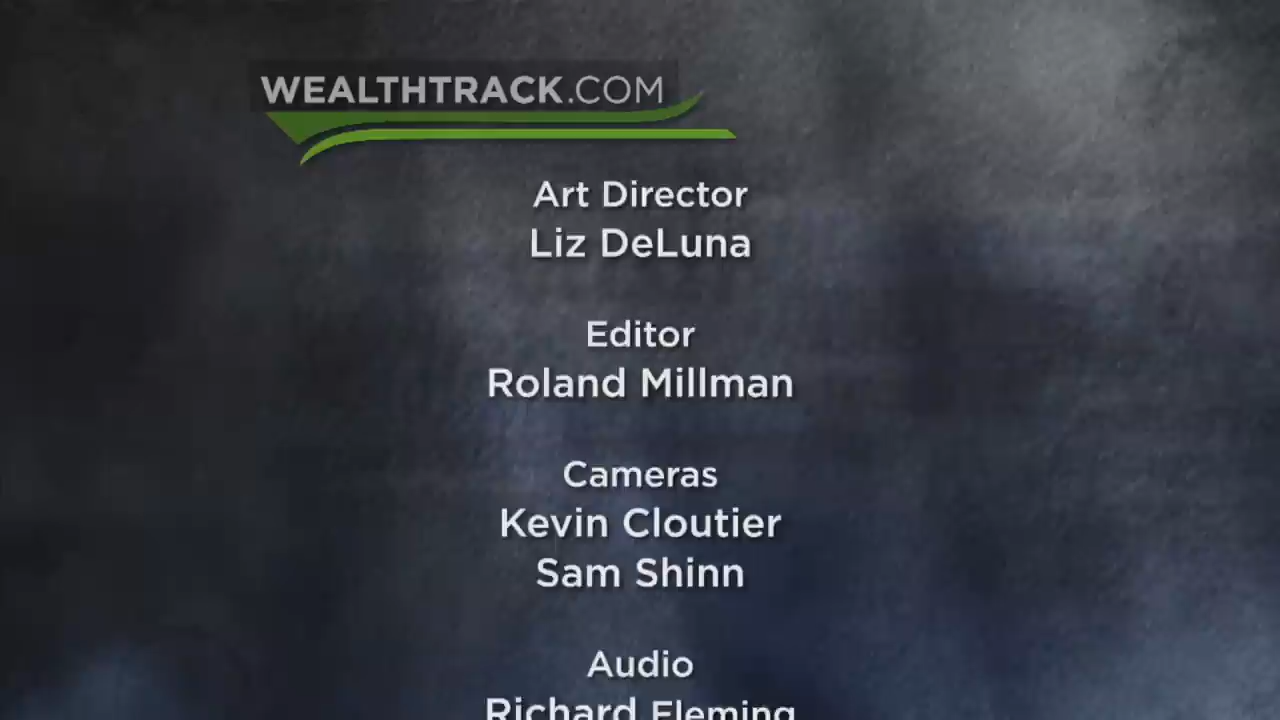 WEALTHTRACK.COM
Art Director
Liz DeLuna
Editor
Roland Millman
Cameras
Kevin Cloutier
Sam Shinn
Audio
Richard Fleming